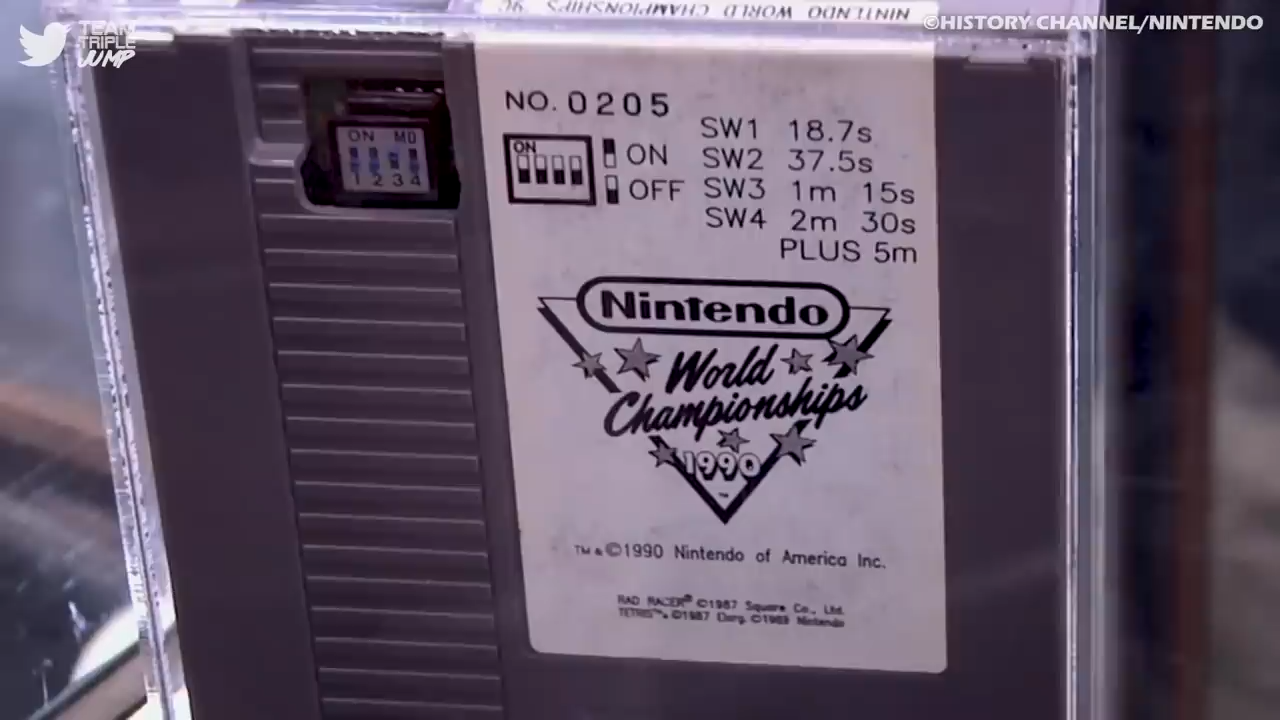 TEAM
TRIPLE
JUMP
©HISTORY CHANNEL/NINTENDO
NINTENDO WORLD CHAMPIONSHIPS
NO. 0205
SW1 18.7s
ON
ON
SW2 37.5s
OFF
SW3 1m 15s
SW4 2m 30s
PLUS 5m
ON
1 2 3 4
Nintendo
World
Championships
1990
TM
TM & ©1990 Nintendo of America Inc.
RAD RACER® ©1987 Square Co., Ltd.
TETRIS™ & ©1987 Elorg. ©1989 Nintendo